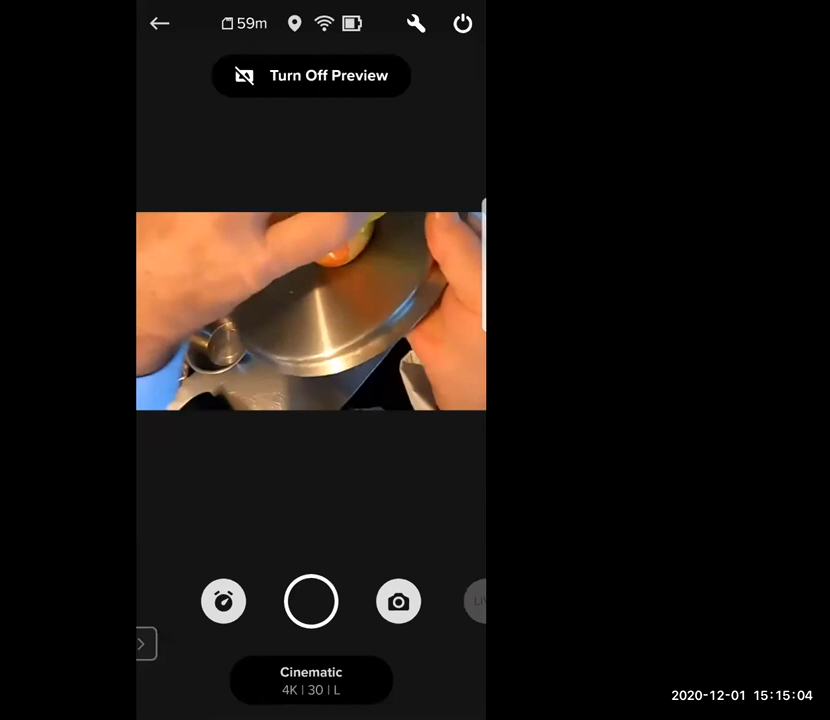 59m
Turn Off Preview
Cinematic
4K | 30 | L
2020-12-01 15:15:04